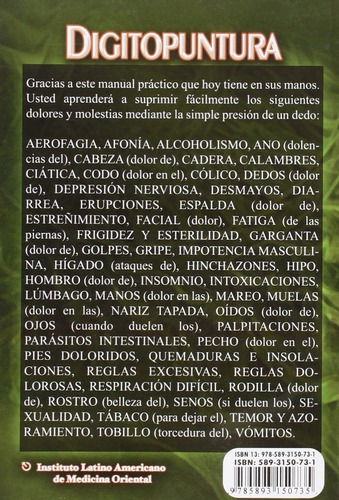 DIGITOPUNTURA
Gracias a este manual práctico que hoy tiene en sus manos.
Usted aprenderá a suprimir fácilmente los siguientes
dolores y molestias mediante la simple presión de un dedo:
AEROFAGIA, AFONÍA, ALCOHOLISMO, ANO (dolen-
cias del), CABEZA (dolor de), CADERA, CALAMBRES,
CIÁTICA, CODO (dolor en el), CÓLICO, DEDOS (dolor
de), DEPRESIÓN NERVIOSA, DESMAYOS, DIA-
RREA, ERUPCIONES, ESPALDA (dolor de),
ESTREÑIMIENTO, FACIAL (dolor), FATIGA (de las
piernas), FRIGIDEZ Y ESTERILIDAD, GARGANTA
(dolor de), GOLPES, GRIPE, IMPOTENCIA MASCULI-
NA, HÍGADO (ataques de), HINCHAZONES, HIPO,
HOMBRO (dolor de), INSOMNIO, INTOXICACIONES,
LÚMBAGO, MANOS (dolor en las), MAREO, MUELAS
(dolor en las), NARIZ TAPADA, OÍDOS (dolor de),
OJOS (cuando duelen los), PALPITACIONES,
PARÁSITOS INTESTINALES, PECHO (dolor en el),
PIES DOLORIDOS, QUEMADURAS E INSOLA-
CIONES, REGLAS EXCESIVAS, REGLAS DO-
LOROSAS, RESPIRACIÓN DIFÍCIL, RODILLA (dolor
de), ROSTRO (belleza del), SENOS (si duelen los), SE-
XUALIDAD, TÁBACO (para dejar el), TEMOR Y AZO-
RAMIENTO, TOBILLO (torcedura del), VÓMITOS.
Instituto Latino Americano
de Medicina Oriental
ISBN 13: 978-589-3150-73-1
ISBN: 589-3150-73-1
9 785893 150735